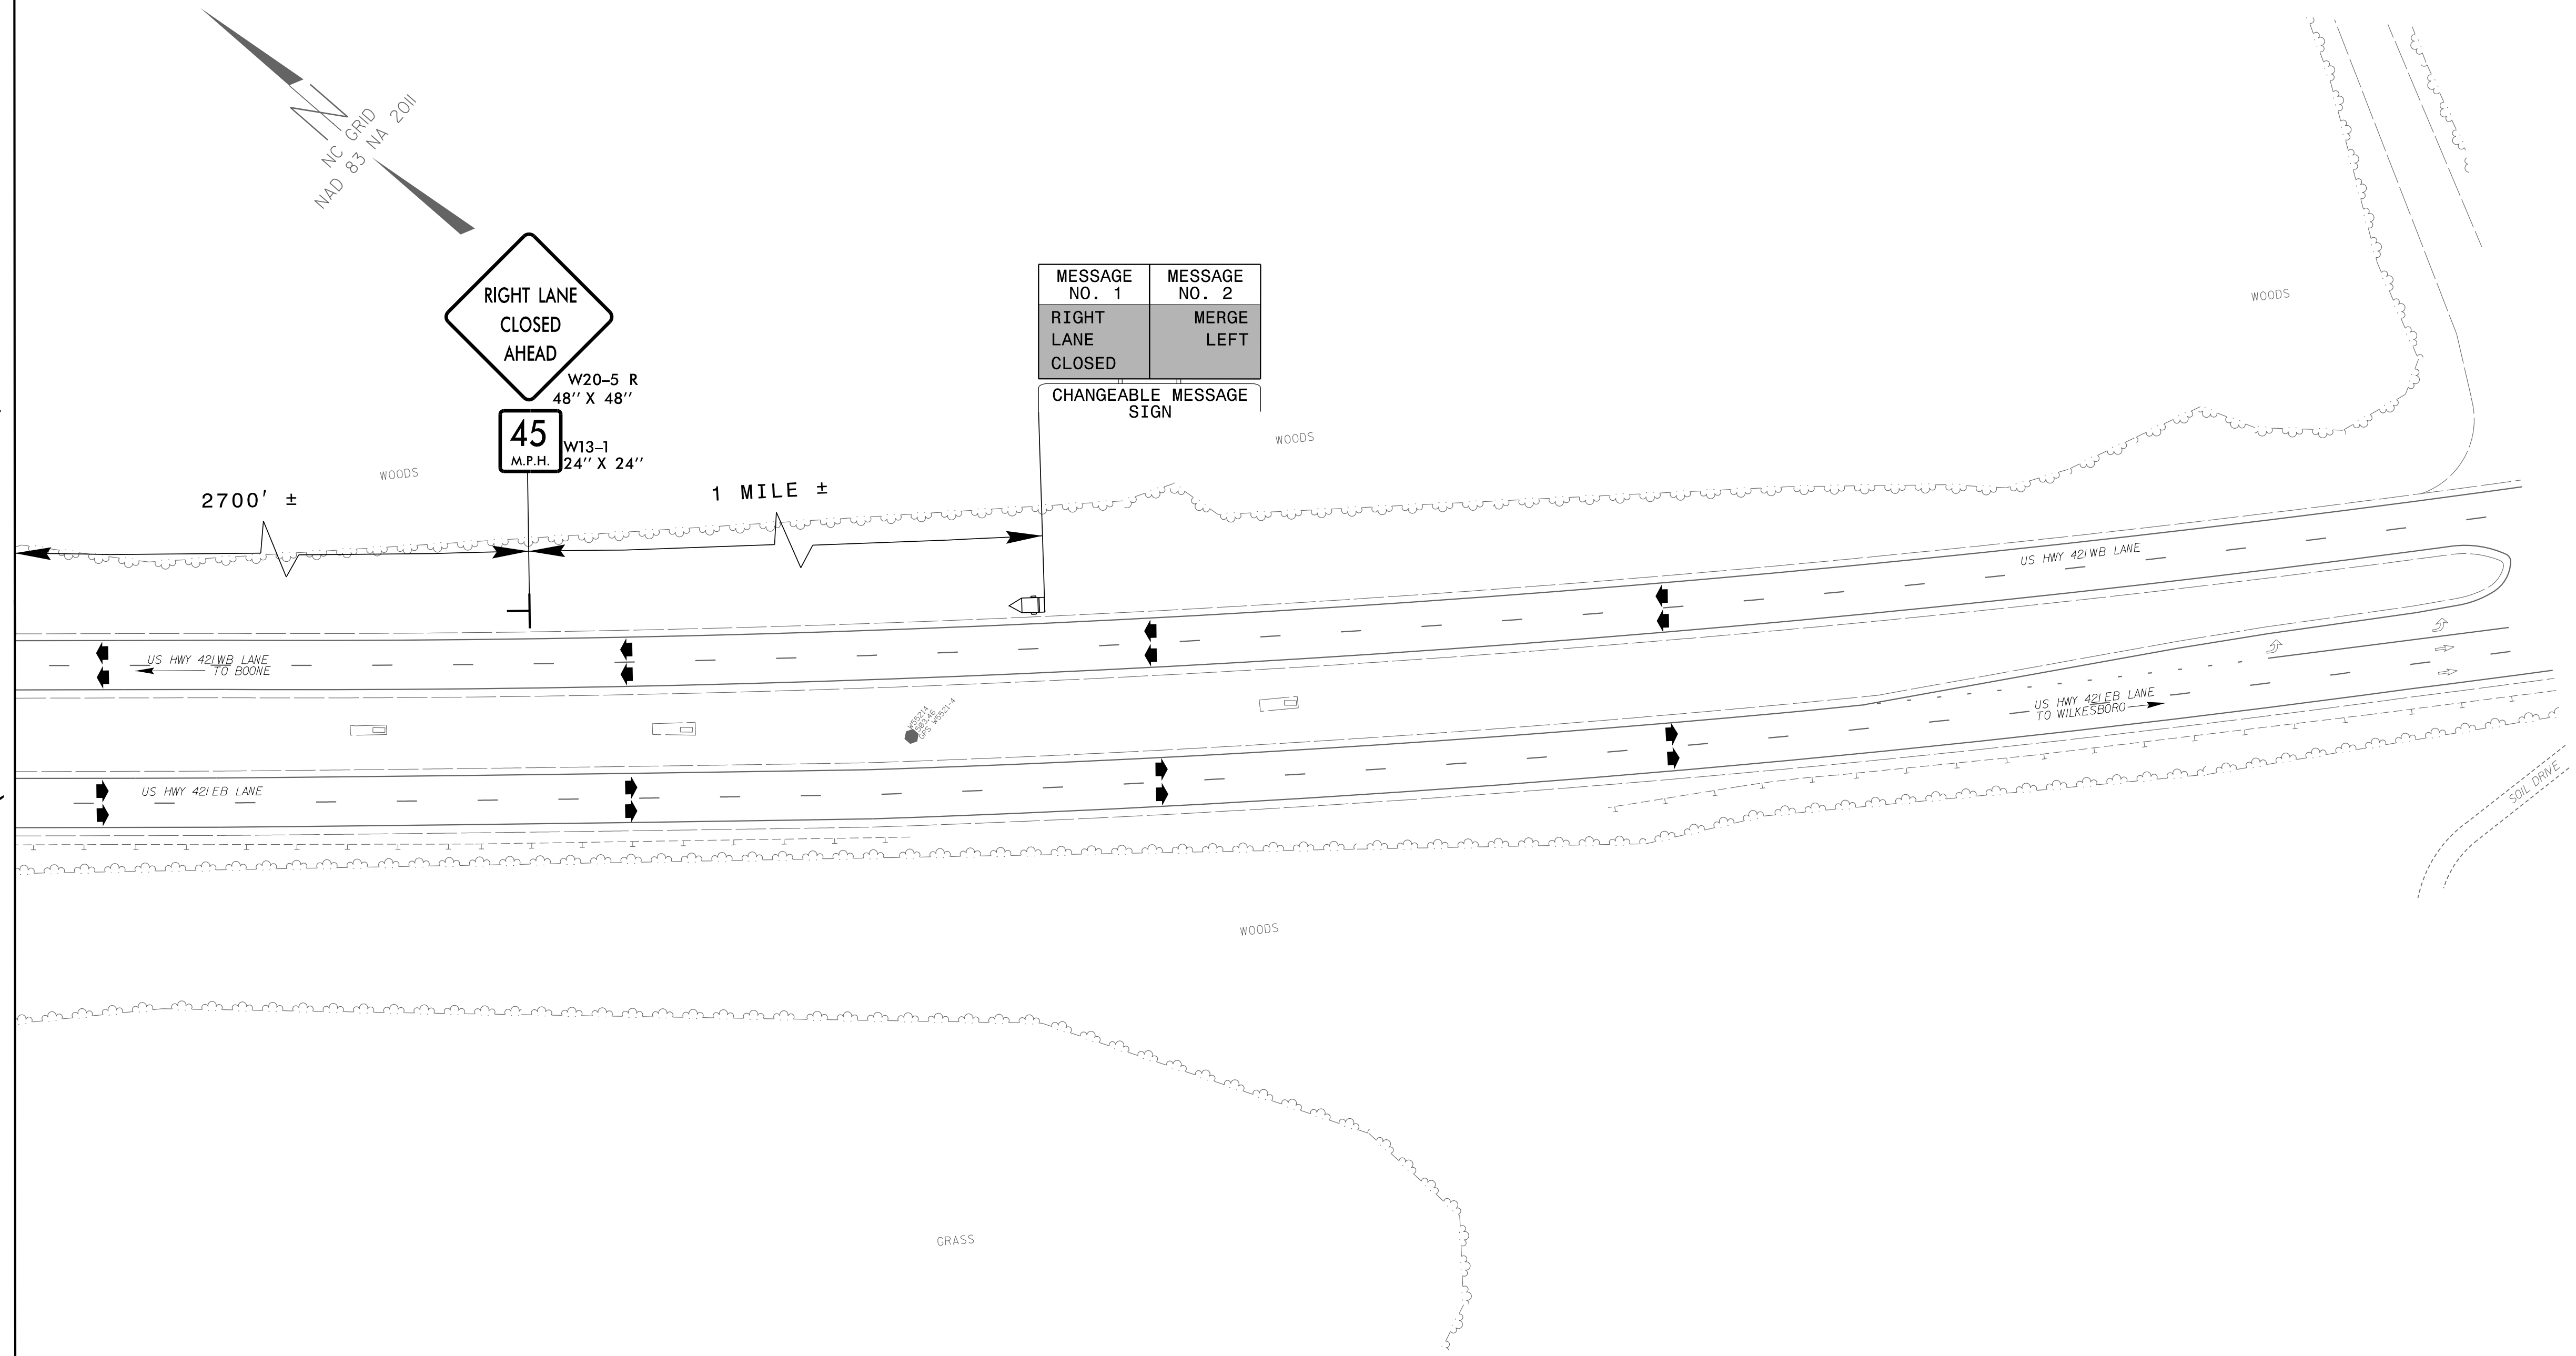 N
NC GRID
NAD 83 NA 2011
RIGHT LANE
CLOSED
AHEAD
W20-5 R
48'' X 48''
45
M.P.H.
W13-1
24'' X 24''
MESSAGE NO. 1
MESSAGE NO. 2
RIGHT
LANE
CLOSED
MERGE
LEFT
CHANGEABLE MESSAGE
SIGN
WOODS
WOODS
WOODS
2700' ±
1 MILE ±
US HWY 421 WB LANE
US HWY 421 WB LANE
TO BOONE
US HWY 421 EB LANE
TO WILKESBORO
US HWY 421 EB LANE
GPS W5521-4
SOIL DRIVE
WOODS
GRASS